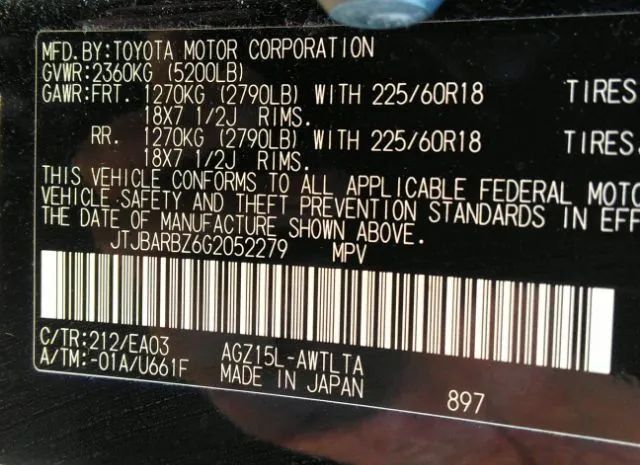 MFD.BY:TOYOTA MOTOR CORPORATION
GVWR:2360KG (5200LB)
GAWR:FRT. 1270KG (2790LB) WITH 225/60R18 TIRES
18X7 1/2J RIMS.
RR. 1270KG (2790LB) WITH 225/60R18 TIRES
18X7 1/2J RIMS.
THIS VEHICLE CONFORMS TO ALL APPLICABLE FEDERAL MOTO
VEHICLE SAFETY AND THEFT PREVENTION STANDARDS IN EFF
THE DATE OF MANUFACTURE SHOWN ABOVE.
JTJBARBZ6G2052279 MPV
C/TR:212/EA03 AGZ15L-AWTLTA
A/TM:-01A/U661F MADE IN JAPAN 897